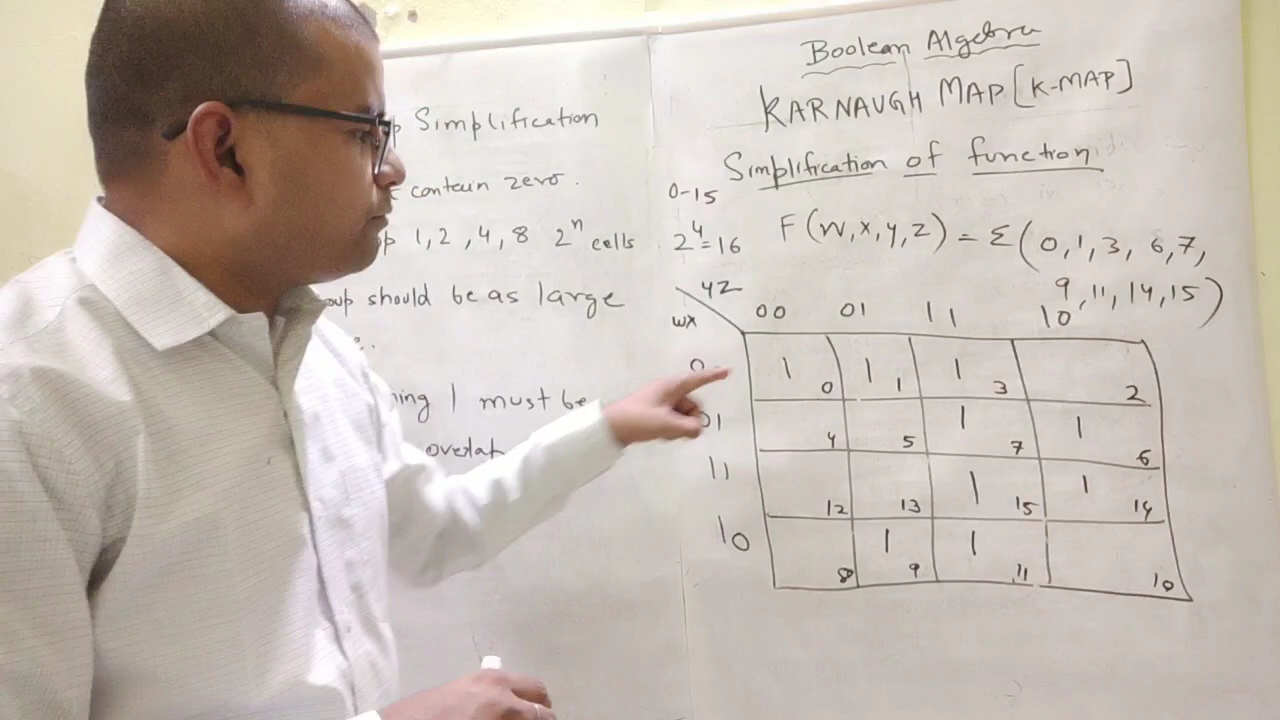 Simplification
contain zero.
1, 2, 4, 8 2ⁿ cells
should be as large
1 must be
Boolean Algebra
KARNAUGH MAP [K-MAP]
Simplification of function
0-15
2⁴=16
F(W,X,Y,Z) = Σ(0,1,3, 6,7,
9,11,14,15)
YZ
WX
00 01 11 10
1 0 1 1 1 3 2
01 4 5 1 7 1 6
11 12 13 1 15 1 14
10 8 1 9 1 11 10